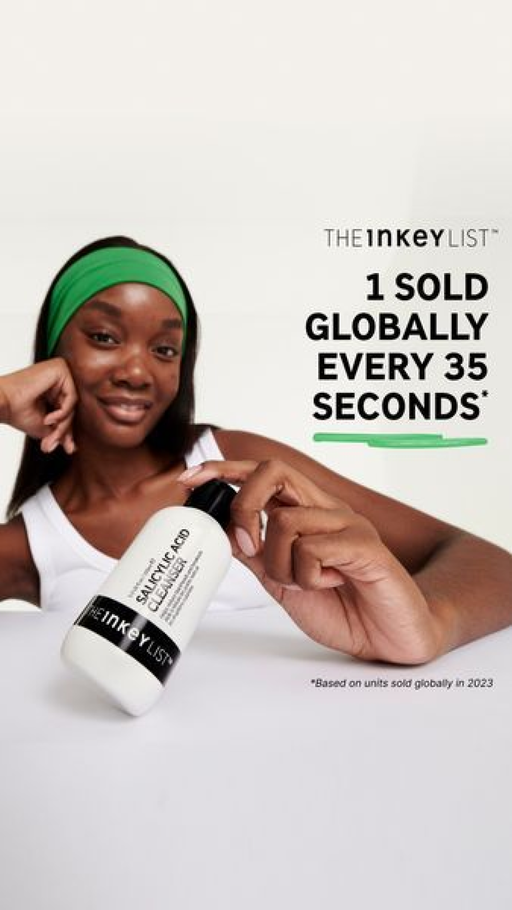 THE INKEY LIST™
1 SOLD
GLOBALLY
EVERY 35
SECONDS*
SALICYLIC ACID
CLEANSER
THE INKEY LIST™
*Based on units sold globally in 2023